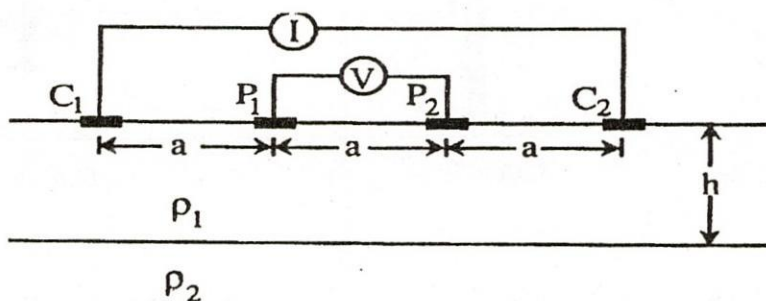 I
V
C₁ P₁ P₂ C₂
a a a
h
ρ₁
ρ₂